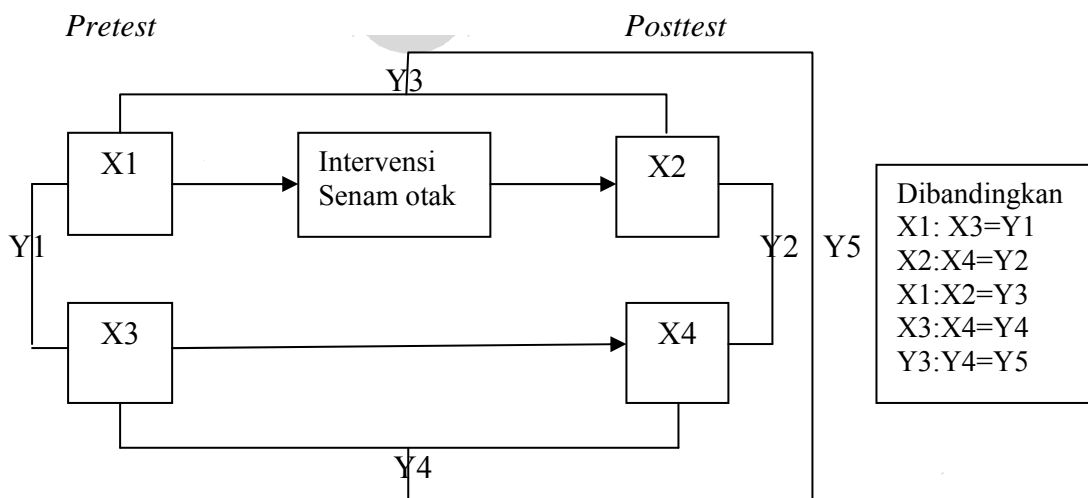 Pretest
Posttest
Y3
X1
Intervensi
Senam otak
X2
Y1
Y2
Y5
X3
X4
Y4
Dibandingkan
X1: X3=Y1
X2:X4=Y2
X1:X2=Y3
X3:X4=Y4
Y3:Y4=Y5